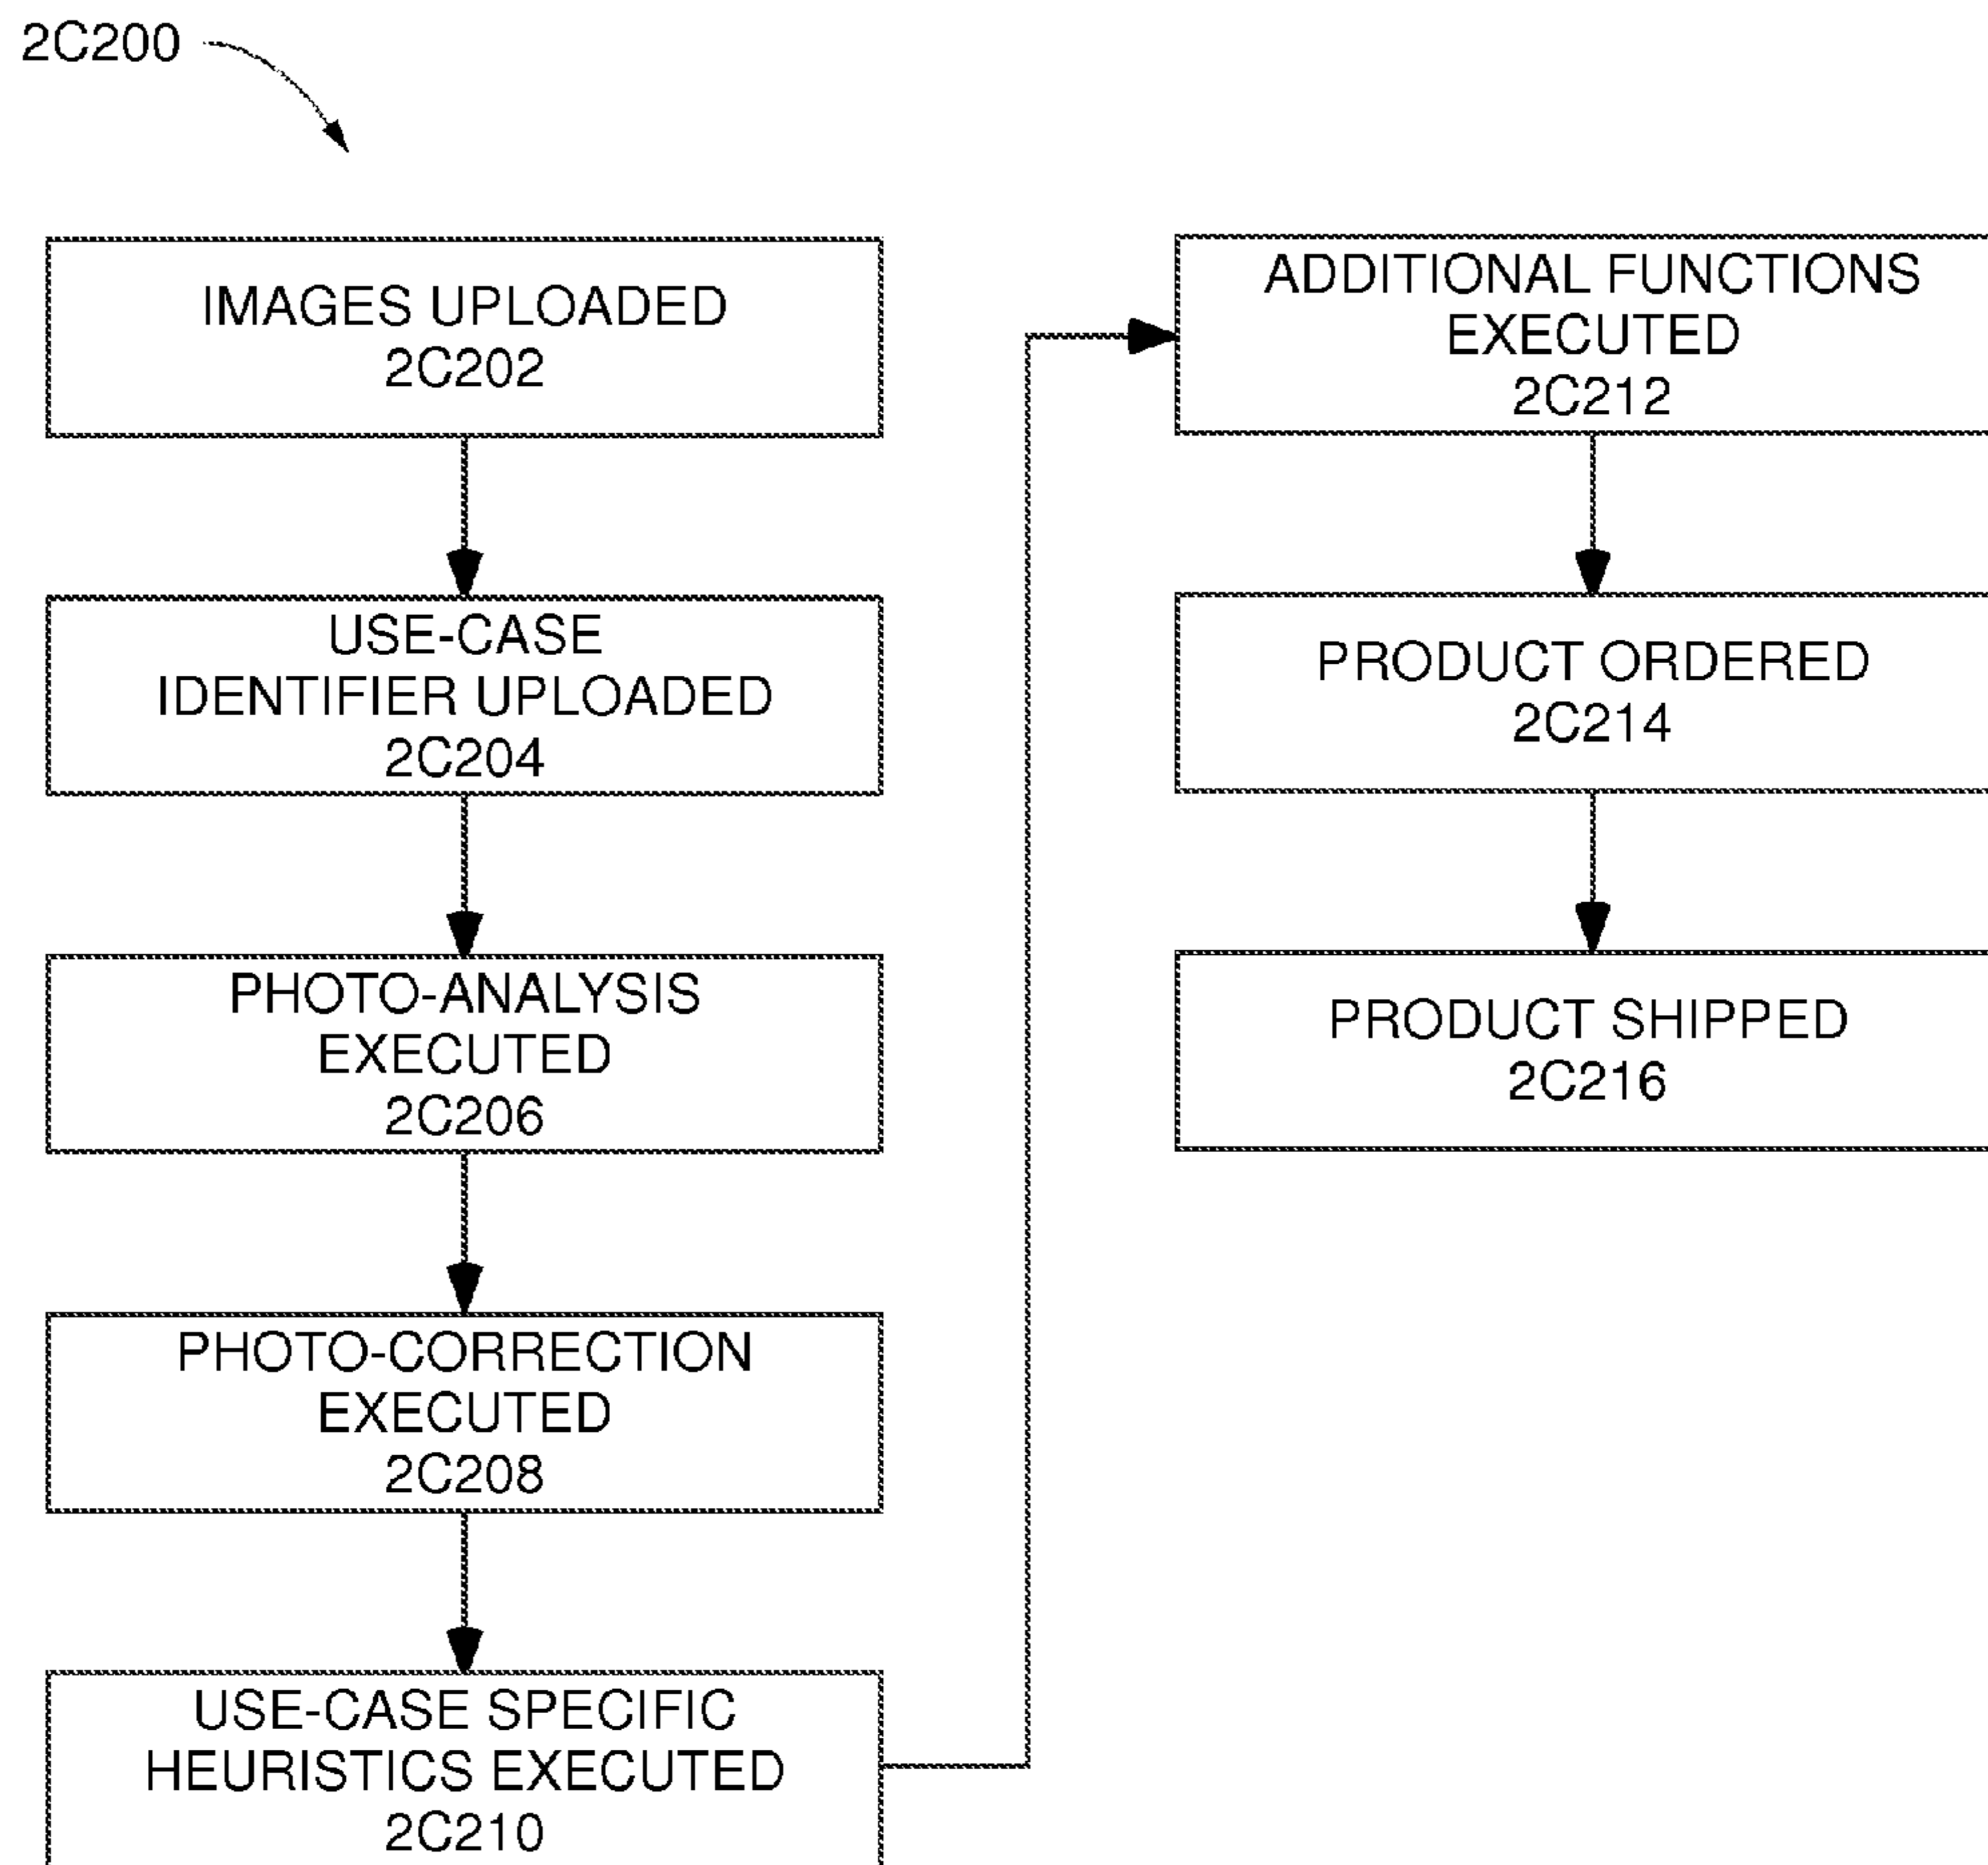 2C200
IMAGES UPLOADED
2C202
USE-CASE
IDENTIFIER UPLOADED
2C204
PHOTO-ANALYSIS
EXECUTED
2C206
PHOTO-CORRECTION
EXECUTED
2C208
USE-CASE SPECIFIC
HEURISTICS EXECUTED
2C210
ADDITIONAL FUNCTIONS
EXECUTED
2C212
PRODUCT ORDERED
2C214
PRODUCT SHIPPED
2C216